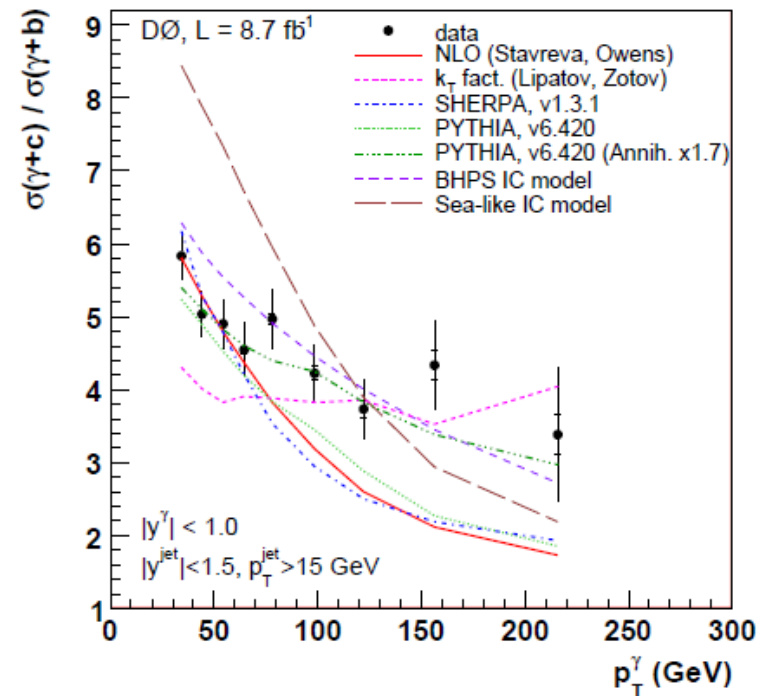 σ(γ+c) / σ(γ+b)
9
8
7
6
5
4
3
2
1
DØ, L = 8.7 fb⁻¹
data
NLO (Stavreva, Owens)
k_T fact. (Lipatov, Zotov)
SHERPA, v1.3.1
PYTHIA, v6.420
PYTHIA, v6.420 (Annih. x1.7)
BHPS IC model
Sea-like IC model
|y^γ| < 1.0
|y^jet|<1.5, p_T^jet>15 GeV
0 50 100 150 200 250 300
p_T^γ (GeV)